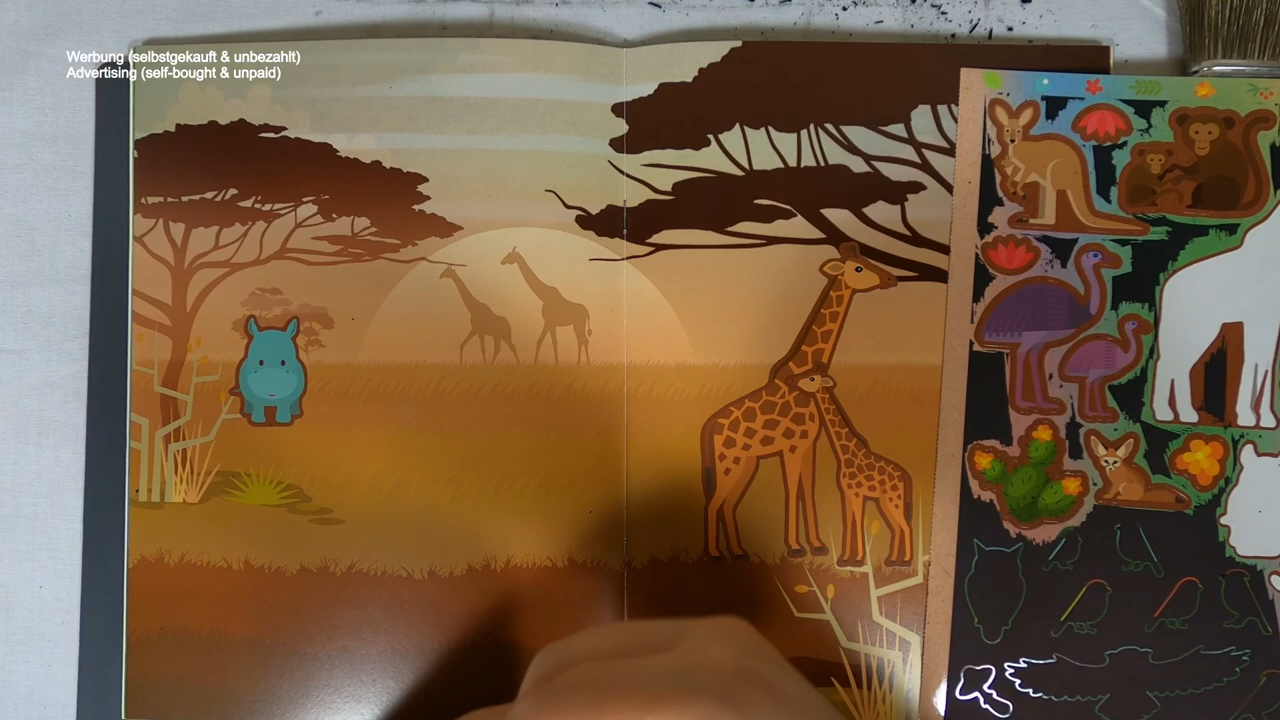 Werbung (selbstgekauft & unbezahlt)
Advertising (self-bought & unpaid)